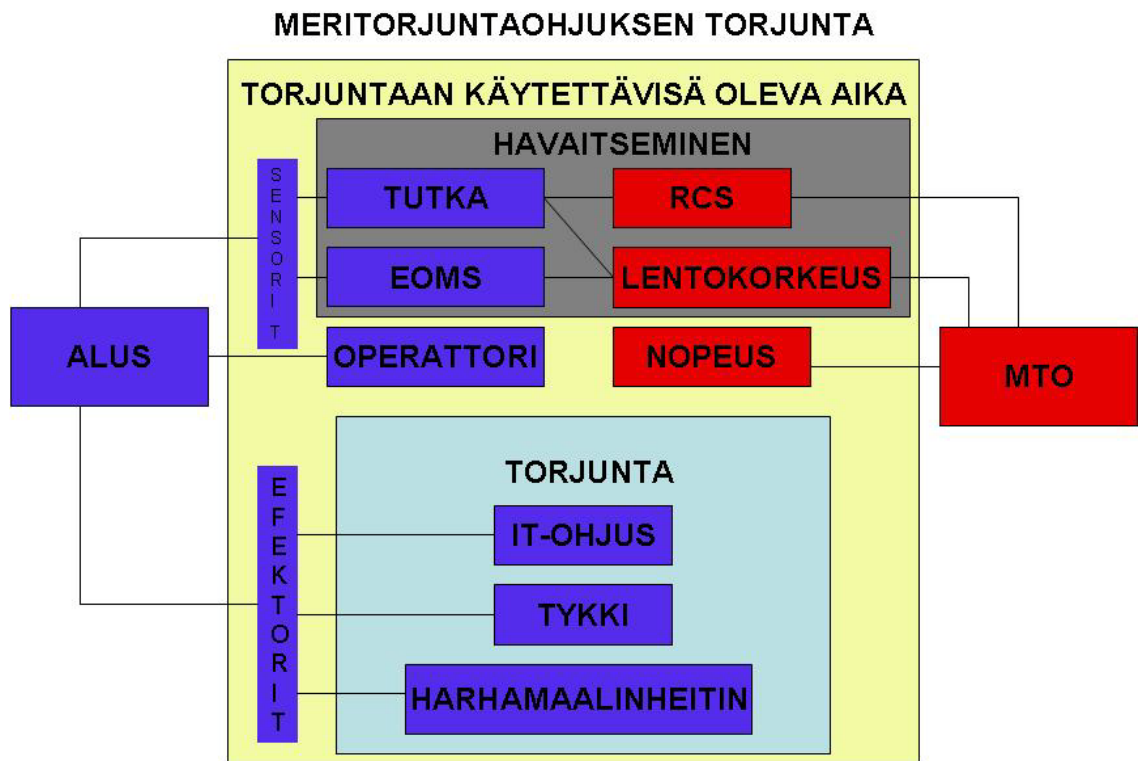 MERITORJUNTAOHJUKSEN TORJUNTA
TORJUNTAAN KÄYTETTÄVISÄ OLEVA AIKA
HAVAITSEMINEN
SENSORIT
TUTKA
RCS
EOMS
LENTOKORKEUS
ALUS
OPERATTORI
NOPEUS
MTO
TORJUNTA
EFEKTORIT
IT-OHJUS
TYKKI
HARHAMAALINHEITIN